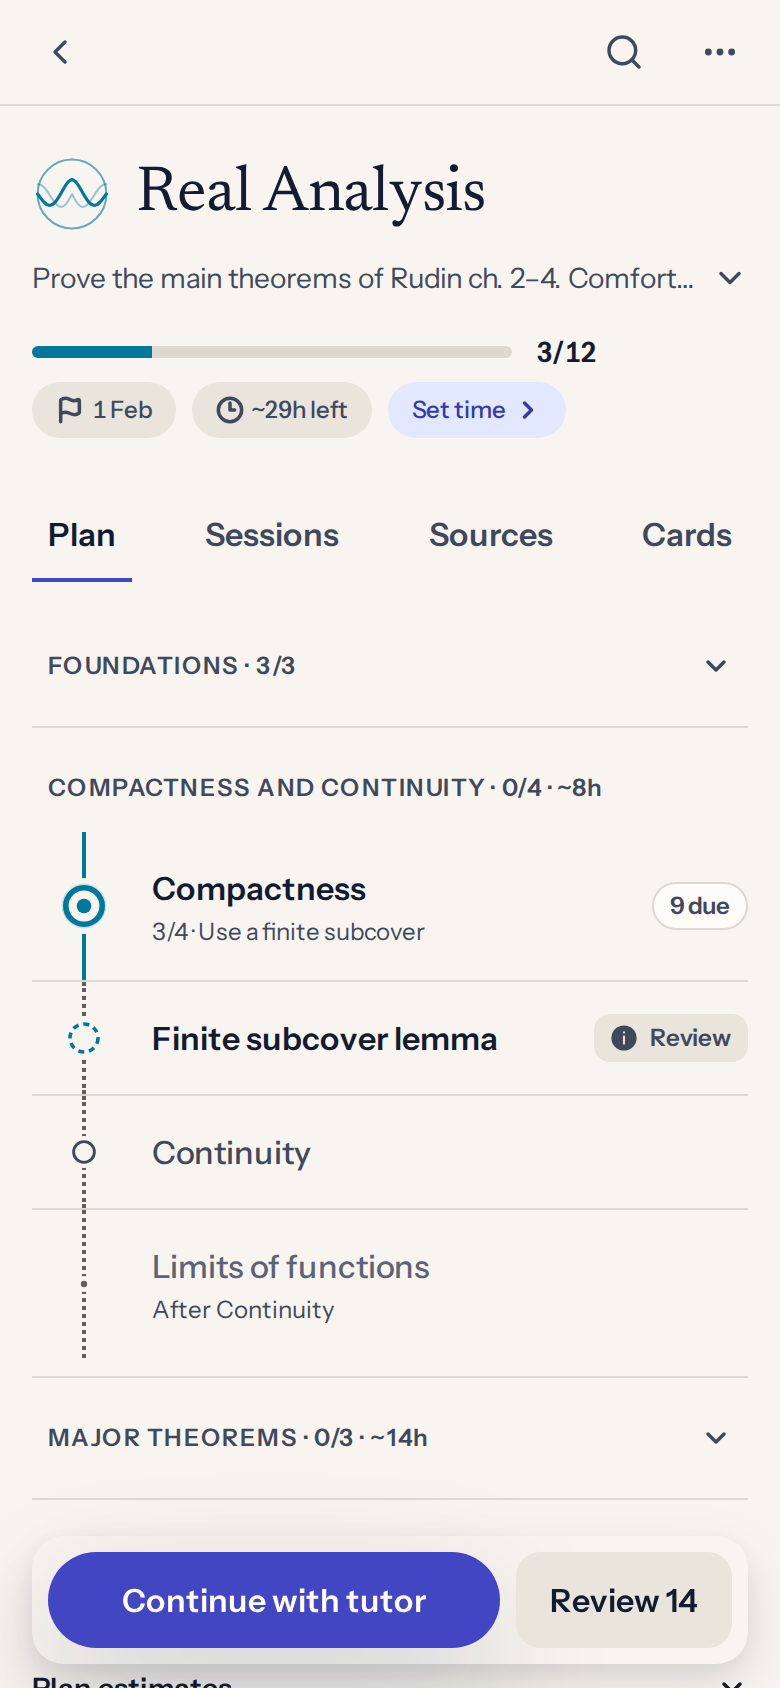 Real Analysis
Prove the main theorems of Rudin ch. 2–4. Comfort...
3/12
1 Feb
~29h left
Set time
Plan
Sessions
Sources
Cards
FOUNDATIONS · 3/3
COMPACTNESS AND CONTINUITY · 0/4 · ~8h
Compactness
9 due
3/4 · Use a finite subcover
Finite subcover lemma
Review
Continuity
Limits of functions
After Continuity
MAJOR THEOREMS · 0/3 · ~14h
Continue with tutor
Review 14
Plan estimates